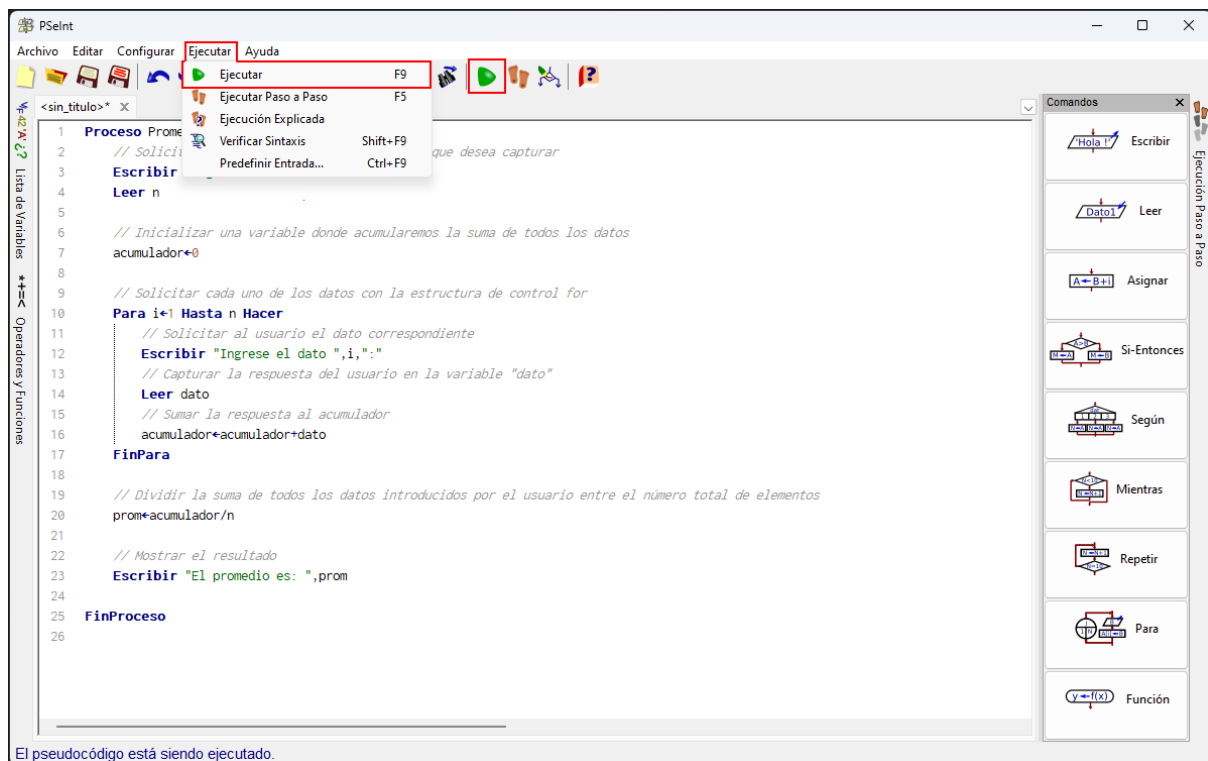 PSeInt
Archivo Editar Configurar Ejecutar Ayuda
Ejecutar F9
Ejecutar Paso a Paso F5
Ejecución Explicada
Verificar Sintaxis Shift+F9
Predefinir Entrada... Ctrl+F9
<sin_titulo>* X
42 'A' ¿? Lista de Variables
*+=< Operadores y Funciones
1 Proceso
2 // que desea capturar
3 Escribir
4 Leer n
5
6 // Inicializar una variable donde acumularemos la suma de todos los datos
7 acumulador←0
8
9 // Solicitar cada uno de los datos con la estructura de control for
10 Para i←1 Hasta n Hacer
11 // Solicitar al usuario el dato correspondiente
12 Escribir "Ingrese el dato ",i,":"
13 // Capturar la respuesta del usuario en la variable "dato"
14 Leer dato
15 // Sumar la respuesta al acumulador
16 acumulador←acumulador+dato
17 FinPara
18
19 // Dividir la suma de todos los datos introducidos por el usuario entre el número total de elementos
20 prom←acumulador/n
21
22 // Mostrar el resultado
23 Escribir "El promedio es: ",prom
24
25 FinProceso
26
Comandos X
'Hola !' Escribir
Dato1 Leer
A←B+i Asignar
A>B M←A M←B Si-Entonces
Según
Mientras
Repetir
Para
y←f(x) Función
Ejecución Paso a Paso
El pseudocódigo está siendo ejecutado.